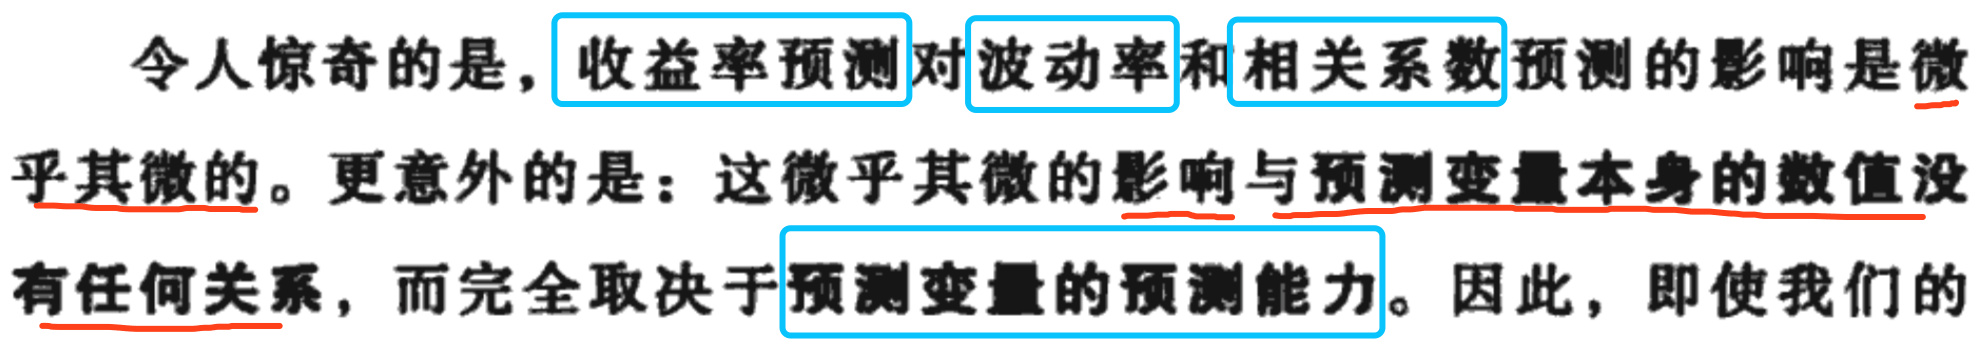 令人惊奇的是，收益率预测对波动率和相关系数预测的影响是微
乎其微的。更意外的是：这微乎其微的影响与预测变量本身的数值没
有任何关系，而完全取决于预测变量的预测能力。因此，即使我们的